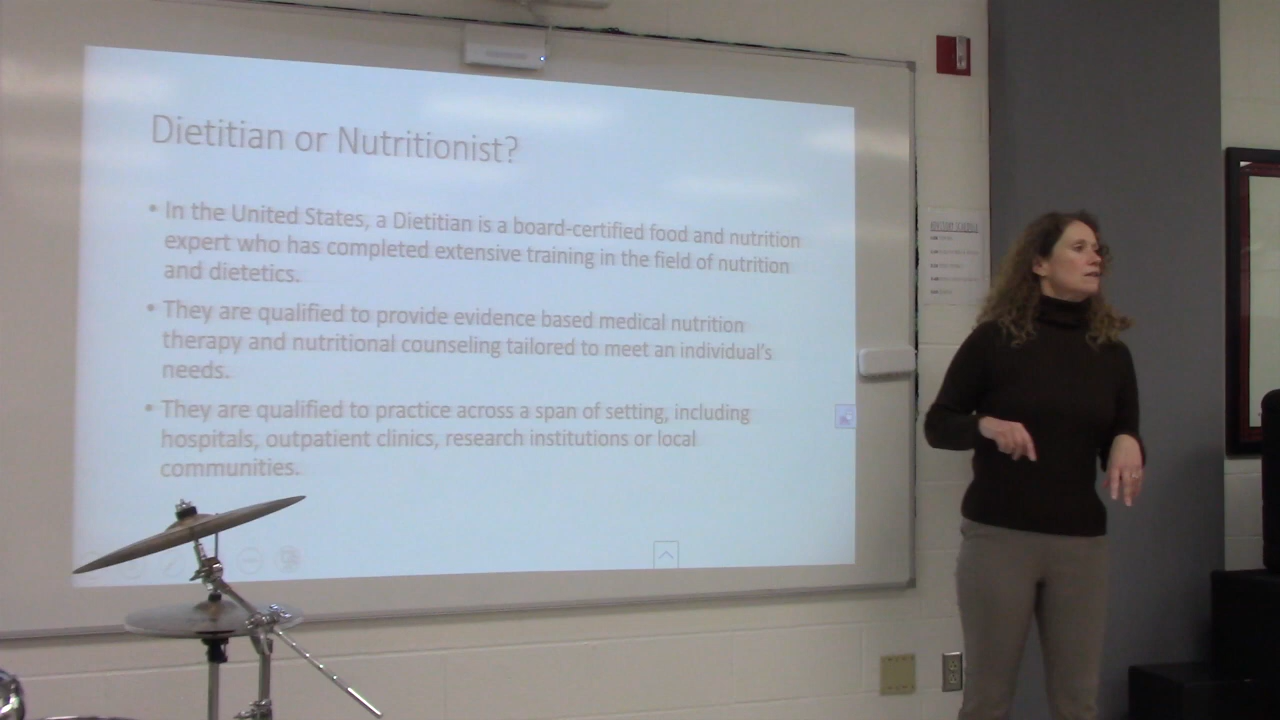 Dietitian or Nutritionist?
• In the United States, a Dietitian is a board-certified food and nutrition
expert who has completed extensive training in the field of nutrition
and dietetics.
• They are qualified to provide evidence based medical nutrition
therapy and nutritional counseling tailored to meet an individual's
needs.
• They are qualified to practice across a span of setting, including
hospitals, outpatient clinics, research institutions or local
communities.